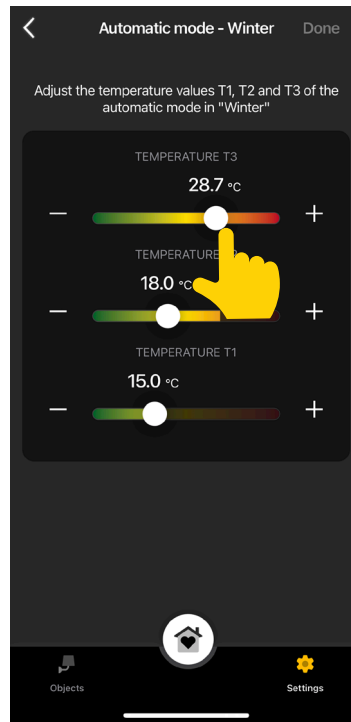 Automatic mode - Winter
Done
Adjust the temperature values T1, T2 and T3 of the
automatic mode in "Winter"
TEMPERATURE T3
28.7 °C
− +
TEMPERATURE
18.0 °C
− +
TEMPERATURE T1
15.0 °C
− +
Objects
Settings